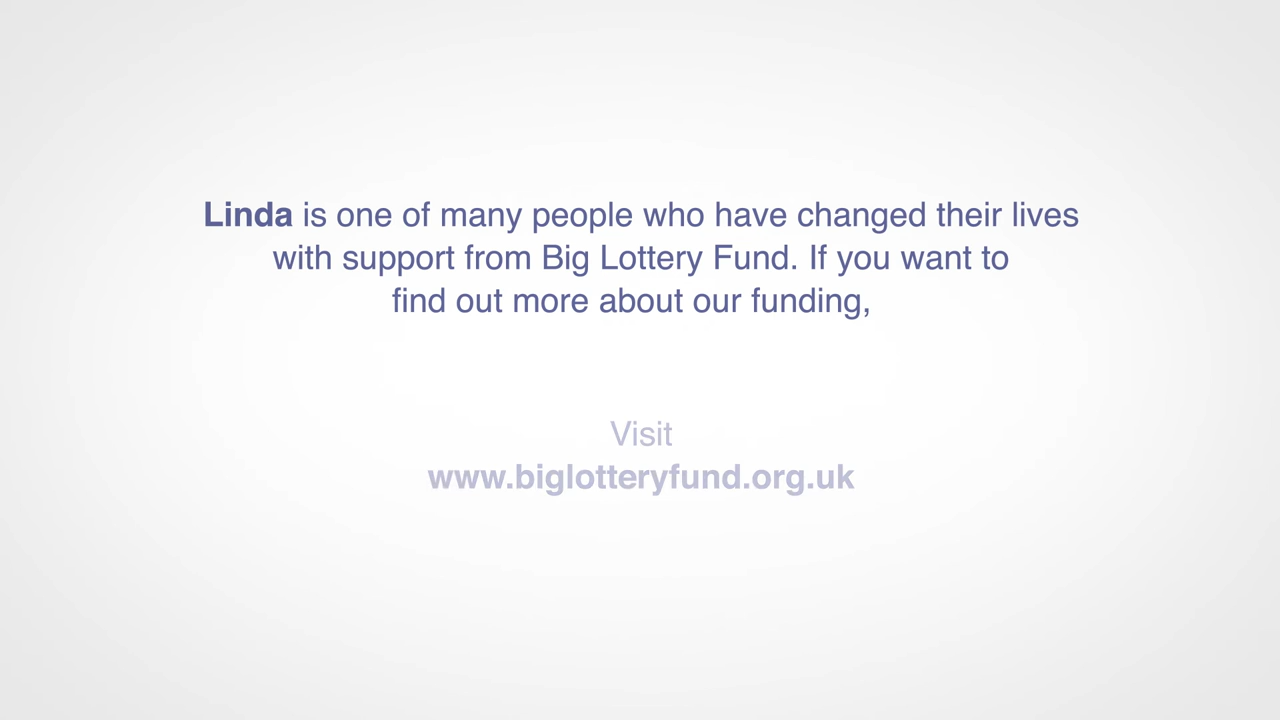 Linda is one of many people who have changed their lives
with support from Big Lottery Fund. If you want to
find out more about our funding,
Visit
www.biglotteryfund.org.uk